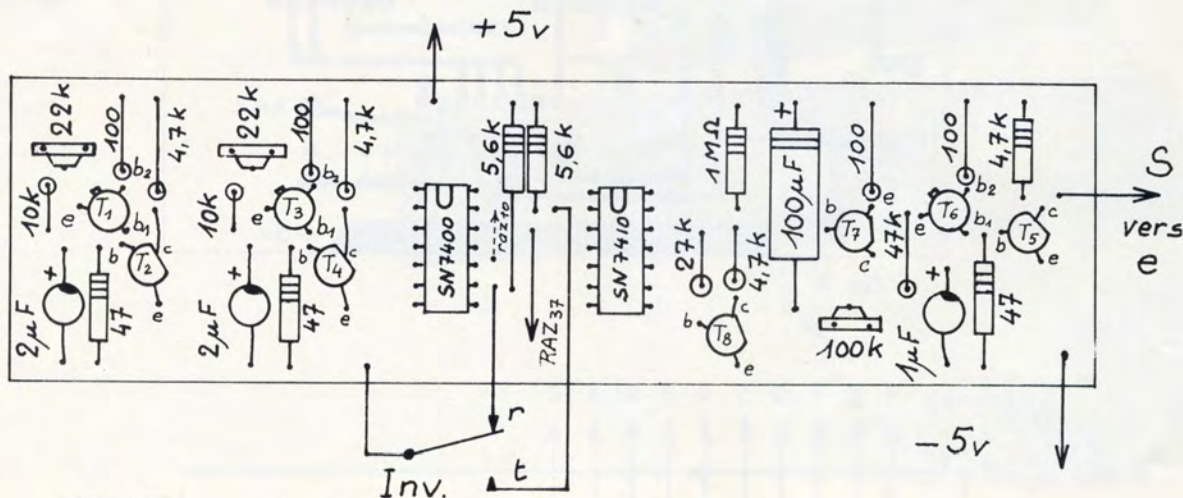 +5v
22k
100
4,7k
22k
100
4,7k
5,6k
5,6k
1MΩ
+
100µF
100
100
4,7k
S
vers
e
10k
b2
e
T1
b1
10k
b2
e
T3
b1
SN7400
razto
SN7410
27k
4,7k
b
e
T7
c
47k
b2
e
T6
b1
b
c
T5
e
b
c
T2
e
b
c
T4
e
+
2µF
47
+
2µF
47
RAZ37
b
c
T8
e
100k
+
1µF
47
-5v
r
t
Inv.